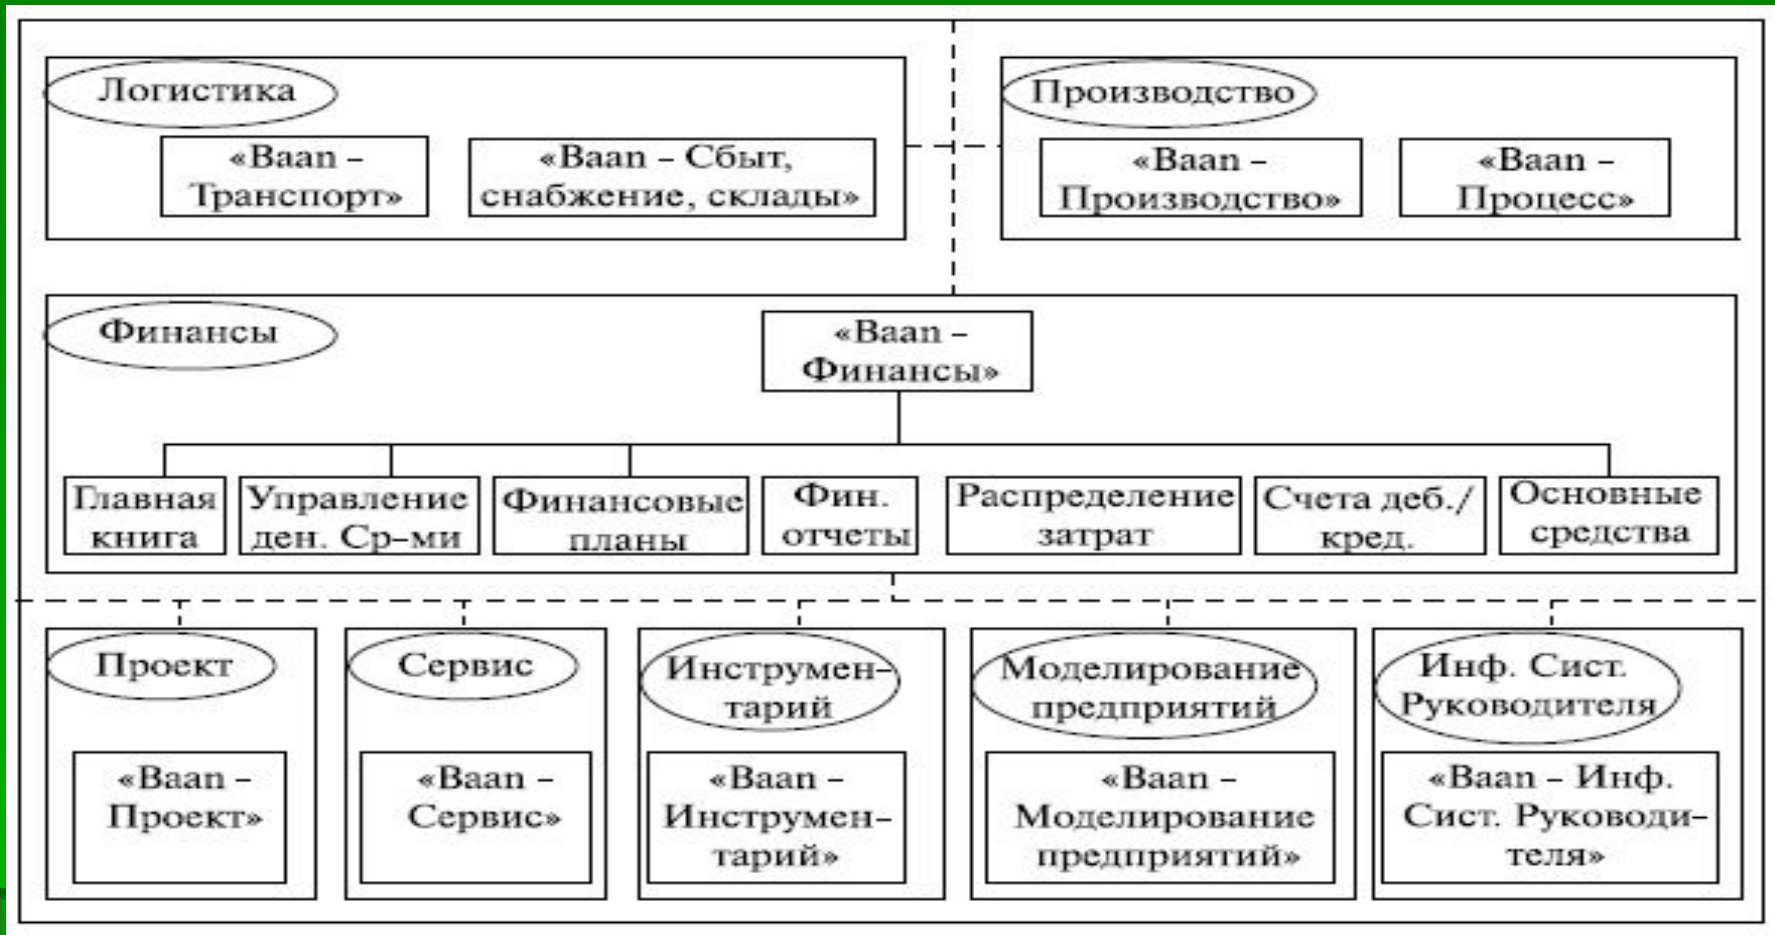 Логистика
«Baan –
Транспорт»
«Baan – Сбыт,
снабжение, склады»
Производство
«Baan –
Производство»
«Baan –
Процесс»
Финансы
«Baan –
Финансы»
Главная
книга
Управление
ден. Ср-ми
Финансовые
планы
Фин.
отчеты
Распределение
затрат
Счета деб./
кред.
Основные
средства
Проект
«Baan –
Проект»
Сервис
«Baan –
Сервис»
Инструмен-
тарий
«Baan –
Инструмен-
тарий»
Моделирование
предприятий
«Baan –
Моделирование
предприятий»
Инф. Сист.
Руководителя
«Baan – Инф.
Сист. Руководи-
теля»